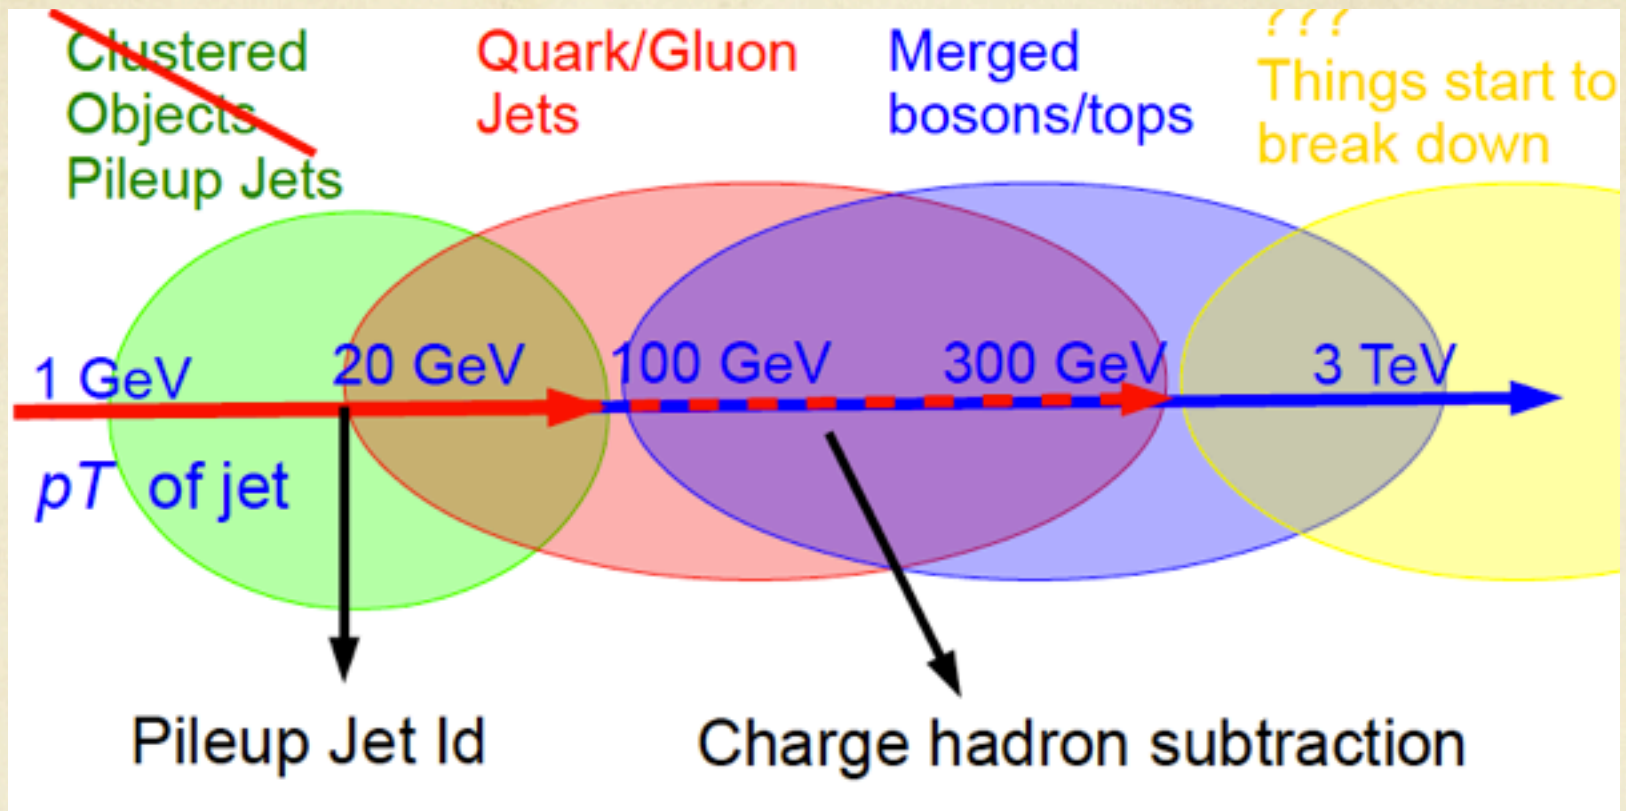 Clustered
Objects
Pileup Jets
Quark/Gluon
Jets
Merged
bosons/tops
???
Things start to
break down
1 GeV
20 GeV
100 GeV
300 GeV
3 TeV
pT of jet
Pileup Jet Id
Charge hadron subtraction